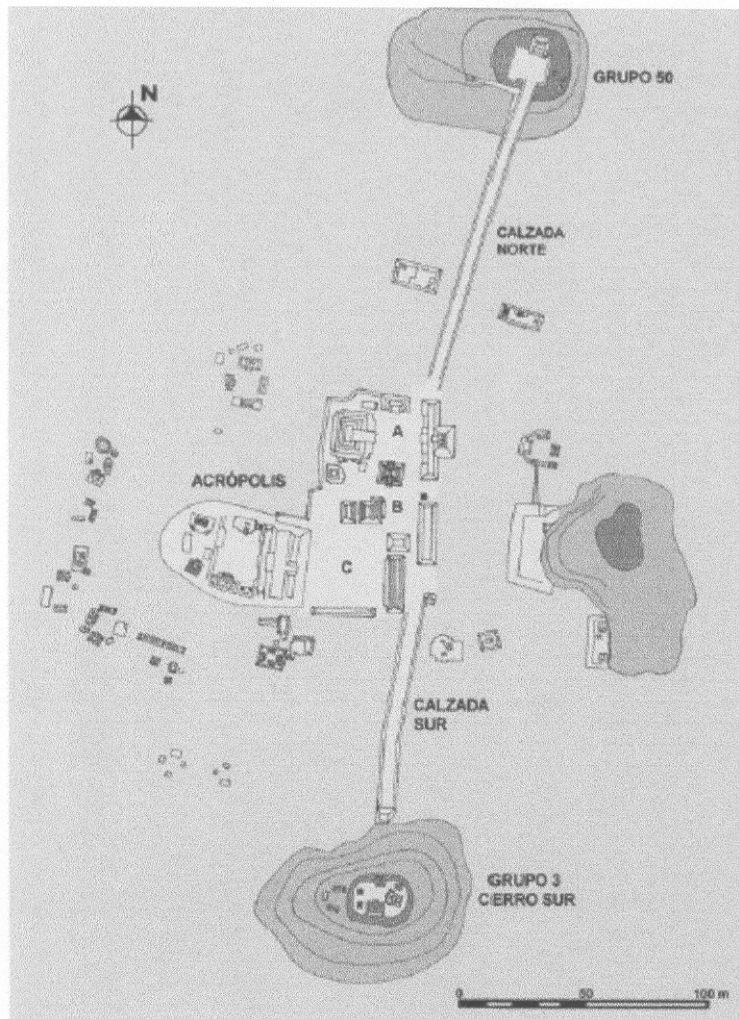 GRUPO 50
N
CALZADA
NORTE
A
ACRÓPOLIS
B
C
CALZADA
SUR
GRUPO 3
CERRO SUR
0 50 100 m